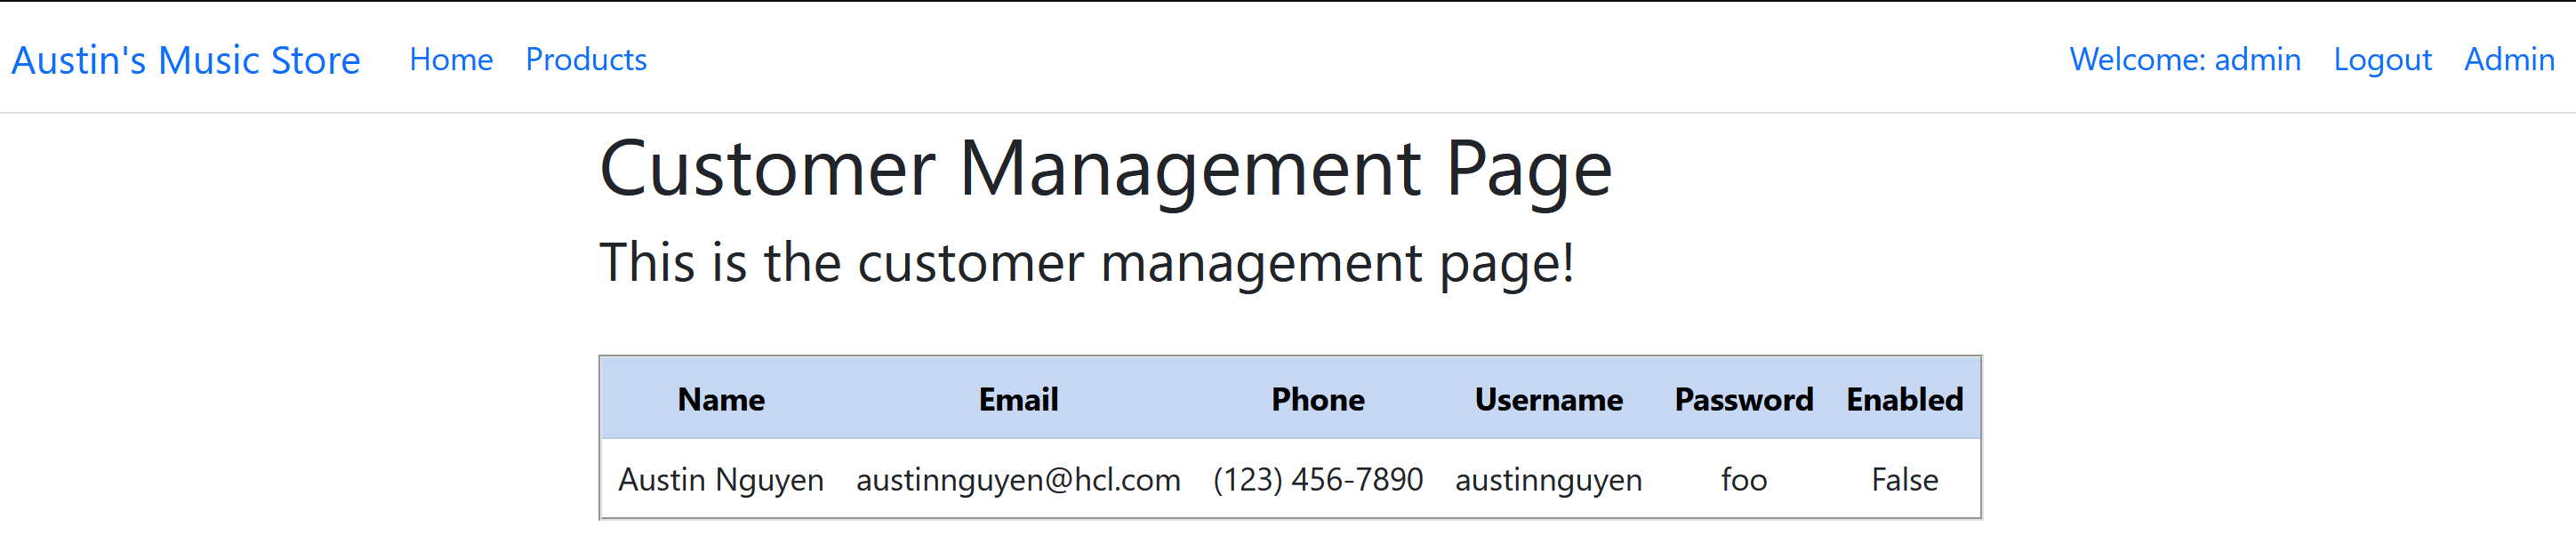 Austin's Music Store Home Products Welcome: admin Logout Admin
Customer Management Page
This is the customer management page!
Name Email Phone Username Password Enabled
Austin Nguyen austinnguyen@hcl.com (123) 456-7890 austinnguyen foo False